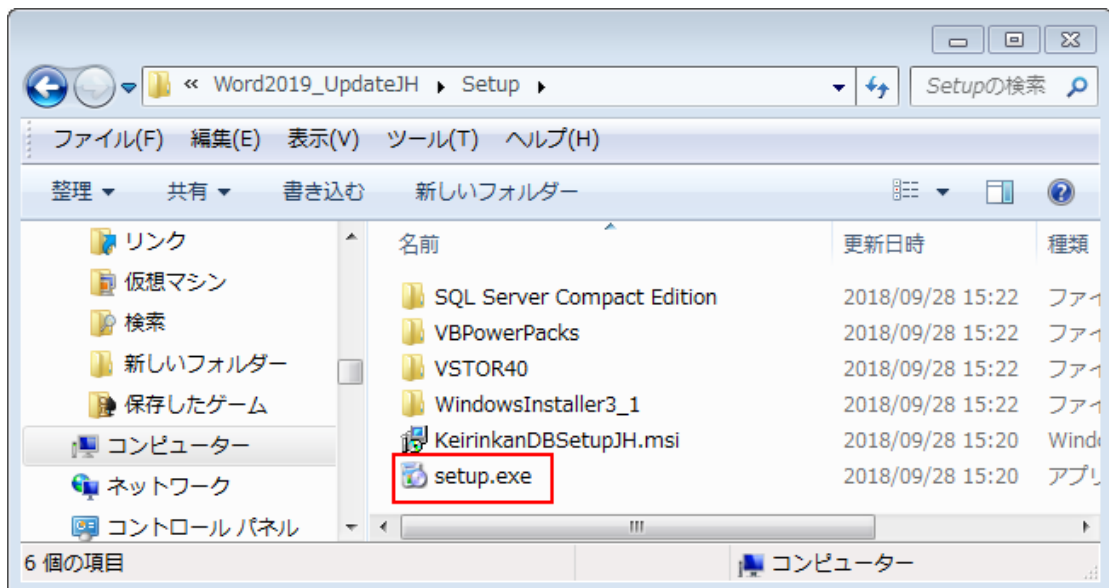 « Word2019_UpdateJH ▸ Setup ▸ Setupの検索
ファイル(F) 編集(E) 表示(V) ツール(T) ヘルプ(H)
整理 ▼ 共有 ▼ 書き込む 新しいフォルダー
リンク
仮想マシン
検索
新しいフォルダー
保存したゲーム
コンピューター
ネットワーク
コントロール パネル
名前 更新日時 種類
SQL Server Compact Edition 2018/09/28 15:22 ファイ
VBPowerPacks 2018/09/28 15:22 ファイ
VSTOR40 2018/09/28 15:22 ファイ
WindowsInstaller3_1 2018/09/28 15:22 ファイ
KeirinkanDBSetupJH.msi 2018/09/28 15:20 Windo
setup.exe 2018/09/28 15:20 アプリ
6 個の項目 コンピューター